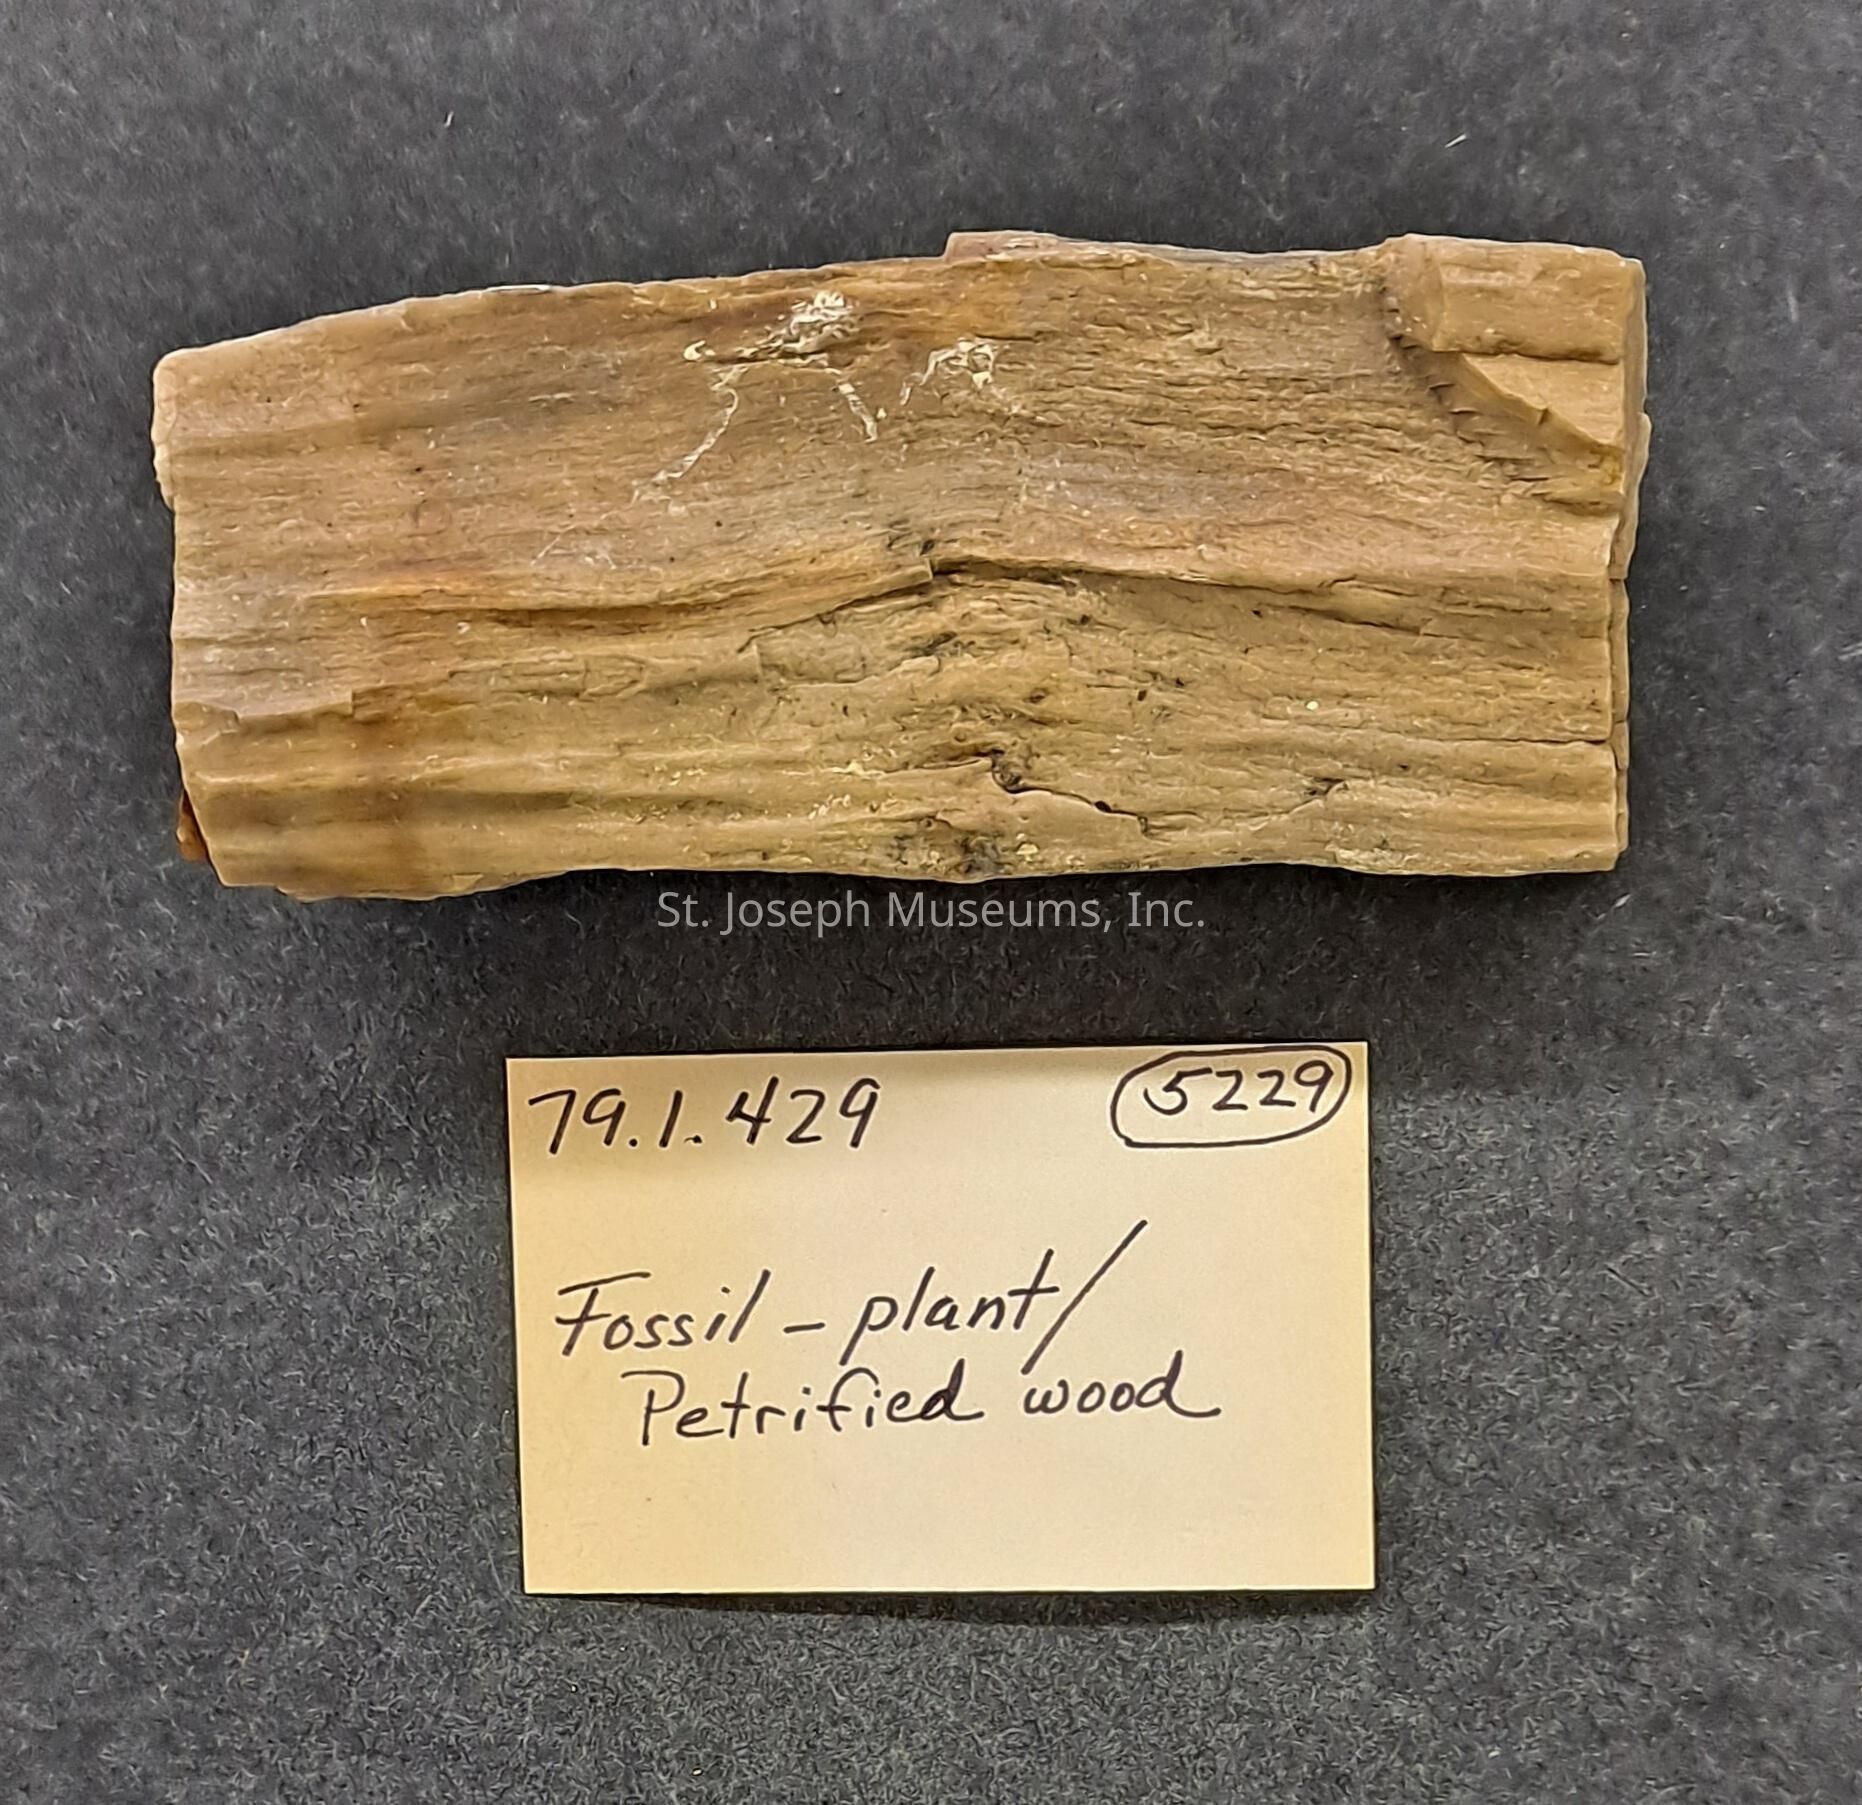 St. Joseph Museums, Inc.
79.1.429 5229
Fossil - plant/
Petrified wood